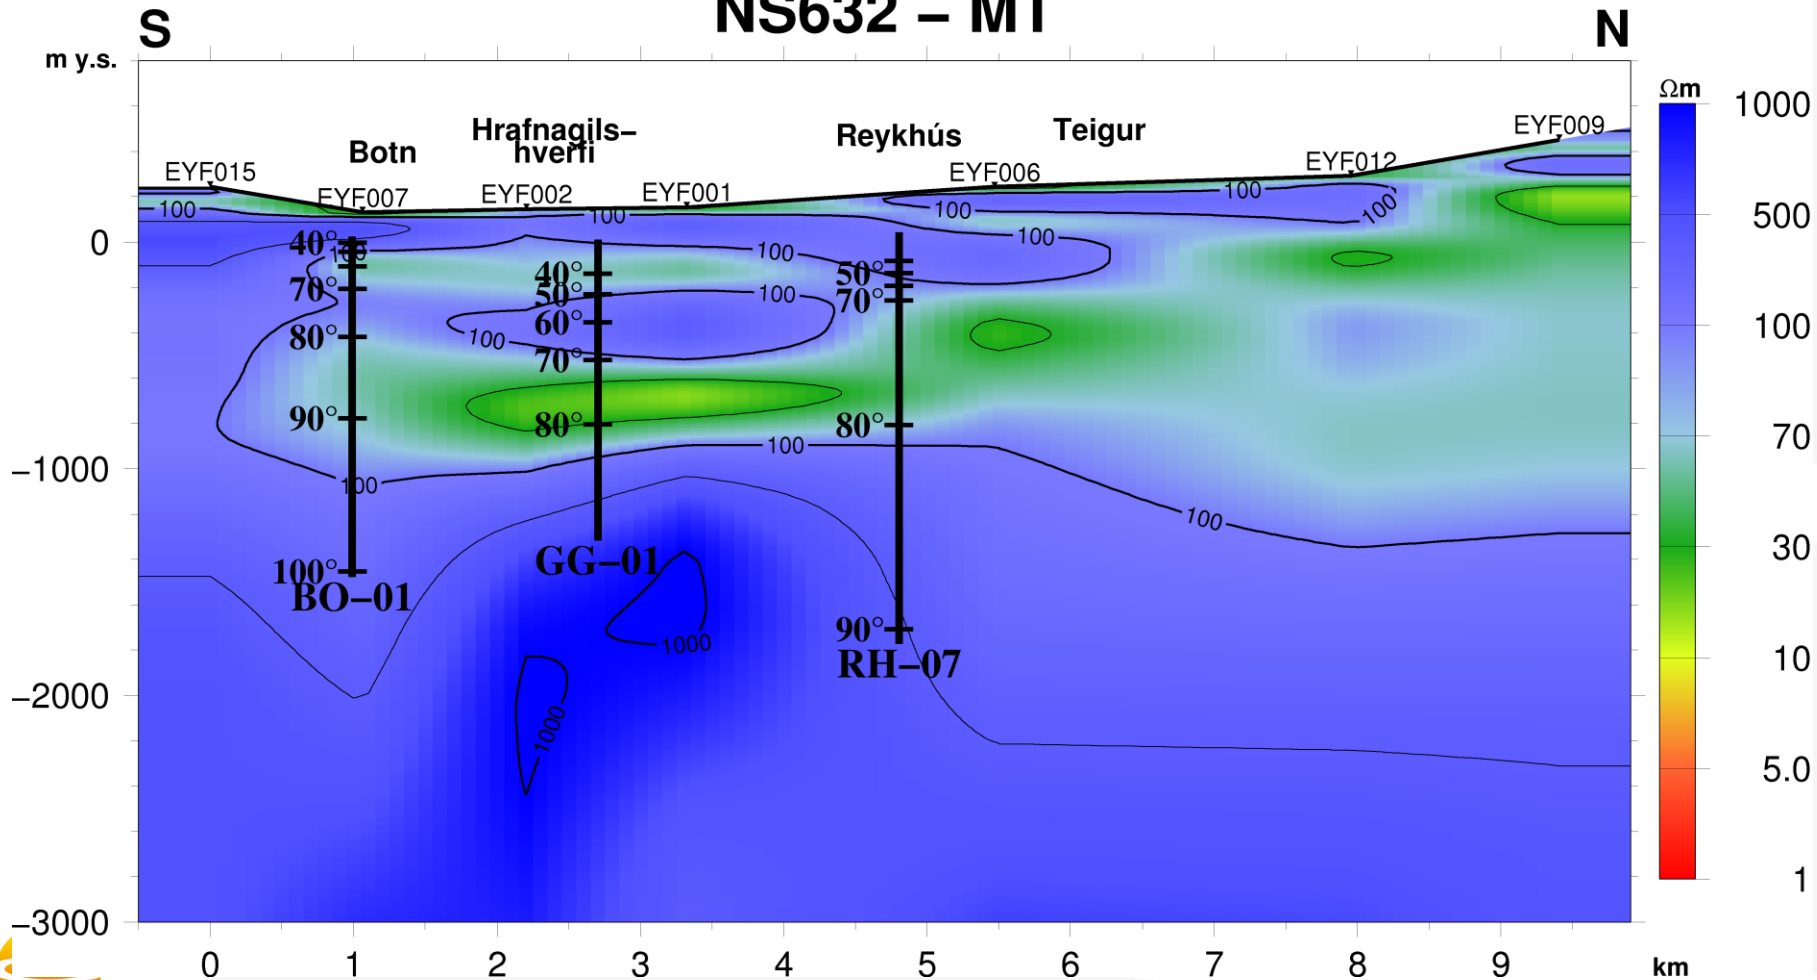 NS632 – MT
S
N
m y.s.
Ωm
Botn
Hrafnagils–
hverfi
Reykhús
Teigur
EYF015
EYF007
EYF002
EYF001
EYF006
EYF012
EYF009
100
100
100
100
100
100
100
100
100
100
100
100
100
1000
1000
40°
70°
80°
90°
100°
BO–01
40°
50°
60°
70°
80°
GG–01
50°
70°
80°
90°
RH–07
0
–1000
–2000
–3000
0 1 2 3 4 5 6 7 8 9 km
1000
500
100
70
30
10
5.0
1